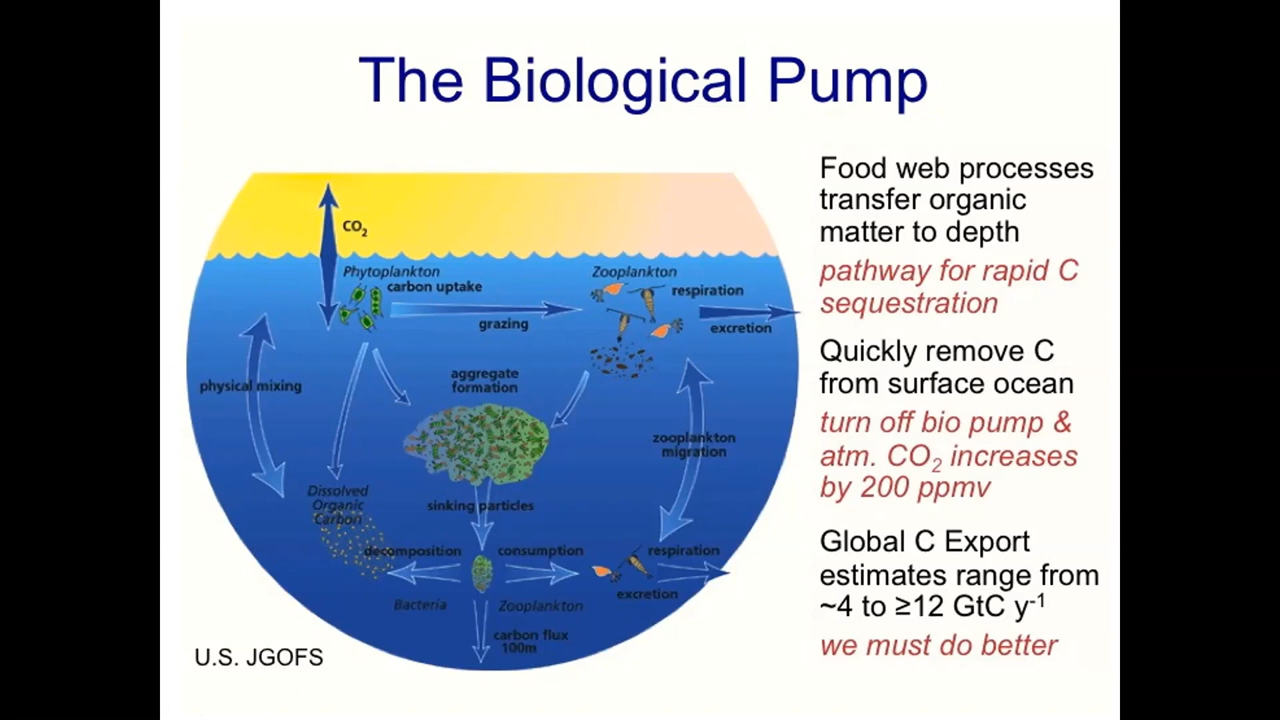 The Biological Pump
CO₂
Phytoplankton
carbon uptake
grazing
Zooplankton
respiration
excretion
physical mixing
aggregate
formation
zooplankton
migration
Dissolved
Organic
Carbon
sinking particles
decomposition
consumption
respiration
excretion
Bacteria
Zooplankton
carbon flux
100m
U.S. JGOFS
Food web processes
transfer organic
matter to depth
pathway for rapid C
sequestration
Quickly remove C
from surface ocean
turn off bio pump &
atm. CO₂ increases
by 200 ppmv
Global C Export
estimates range from
~4 to ≥12 GtC y⁻¹
we must do better